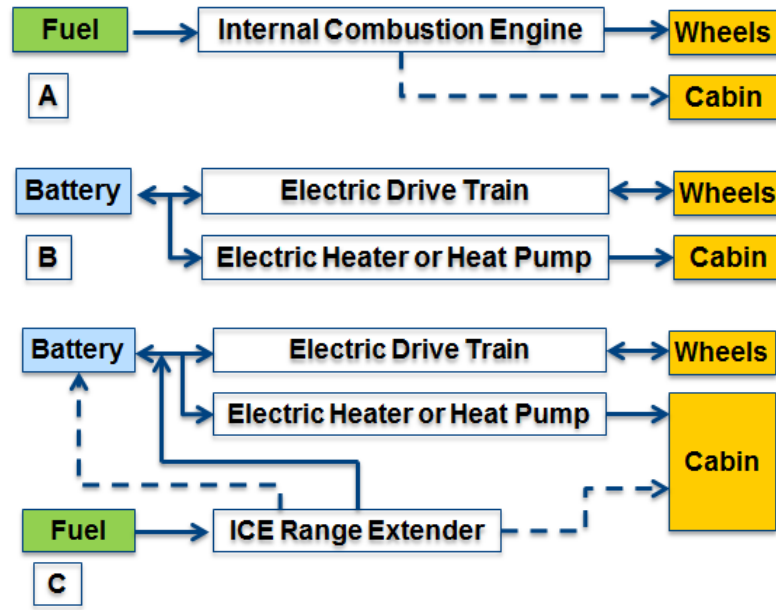 Fuel
Internal Combustion Engine
Wheels
A
Cabin
Battery
Electric Drive Train
Wheels
B
Electric Heater or Heat Pump
Cabin
Battery
Electric Drive Train
Wheels
Electric Heater or Heat Pump
Cabin
Fuel
ICE Range Extender
C